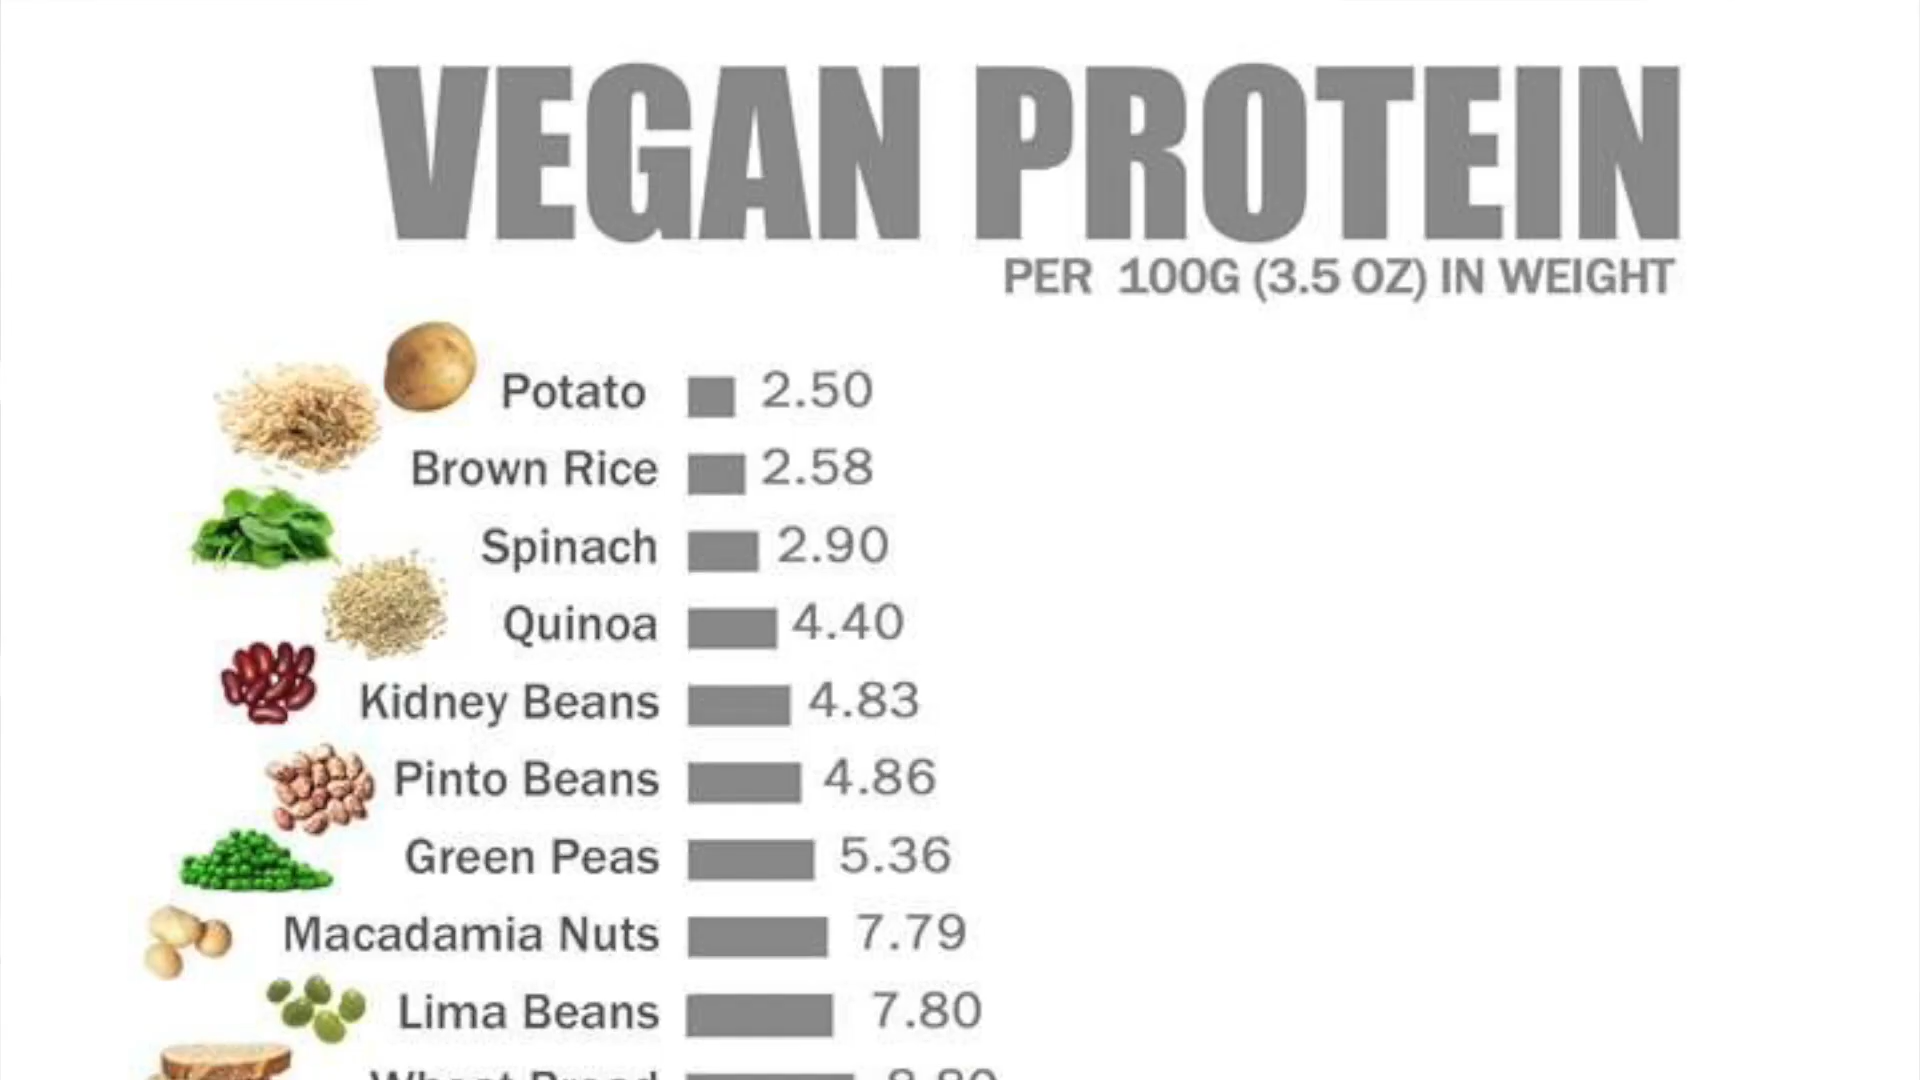 VEGAN PROTEIN
PER 100G (3.5 OZ) IN WEIGHT
Potato 2.50
Brown Rice 2.58
Spinach 2.90
Quinoa 4.40
Kidney Beans 4.83
Pinto Beans 4.86
Green Peas 5.36
Macadamia Nuts 7.79
Lima Beans 7.80
Wheat Bread